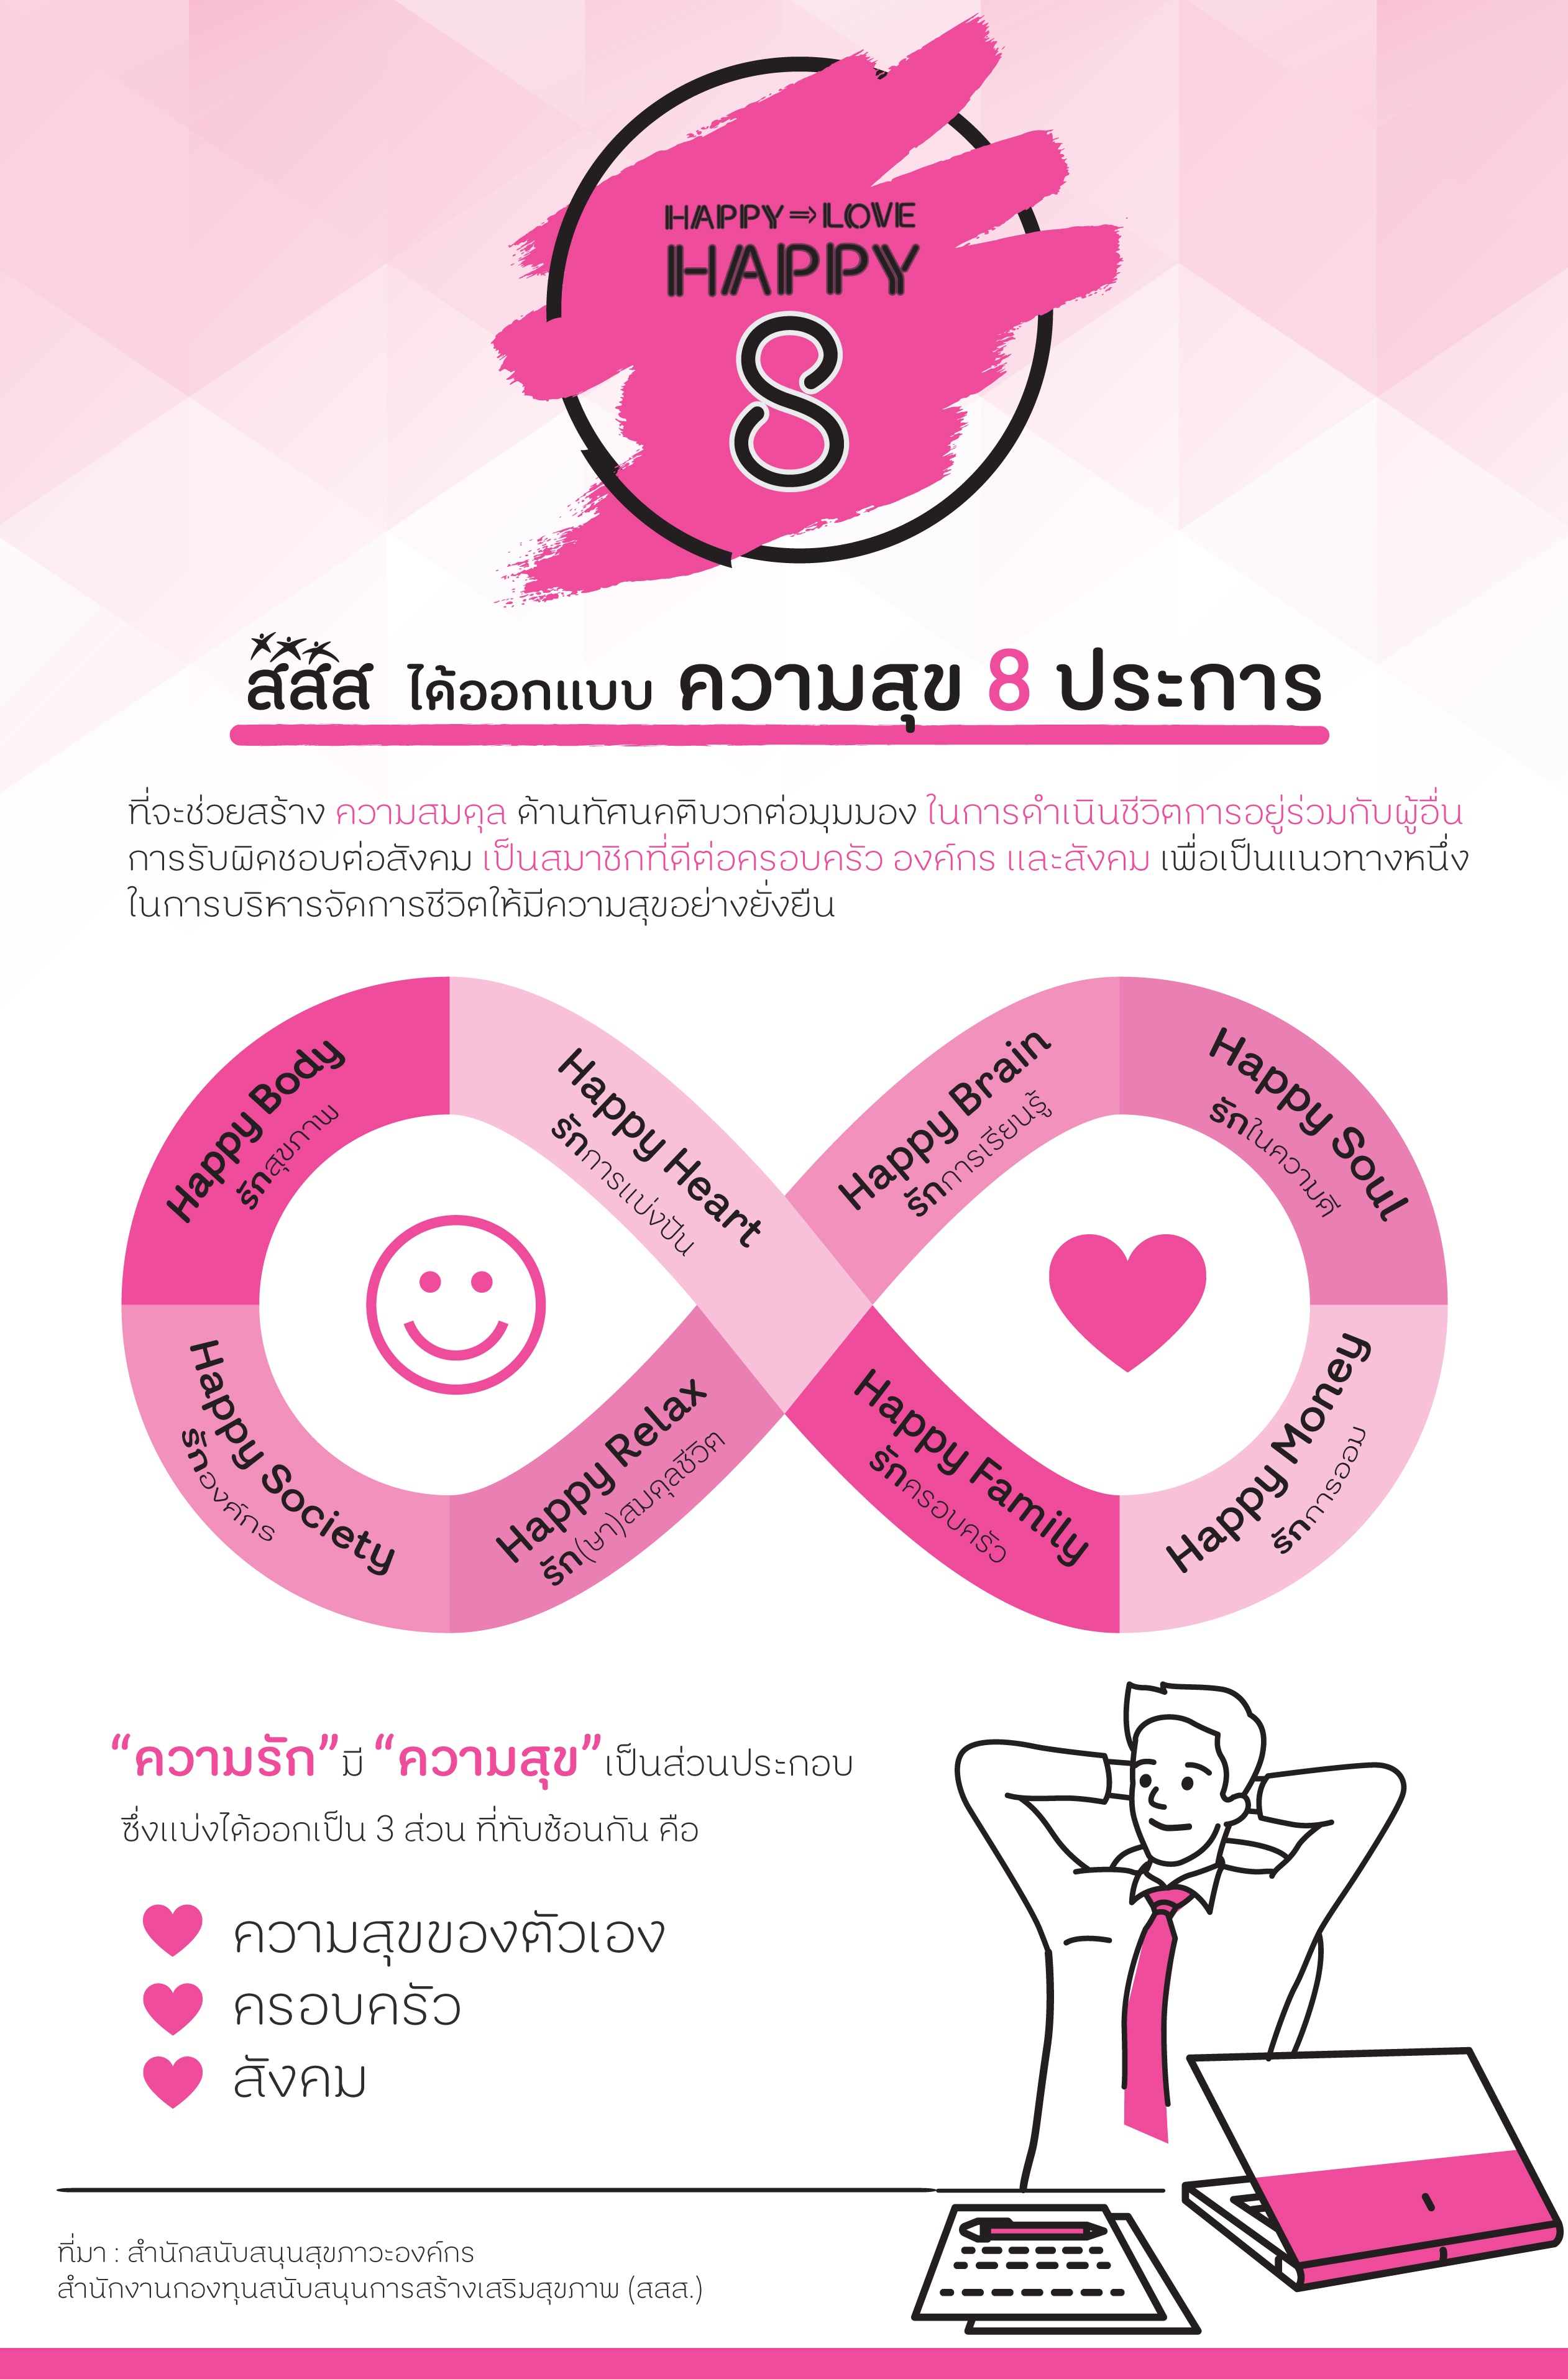 HAPPY ⇒ LOVE
HAPPY
8
สสส ได้ออกแบบ ความสุข 8 ประการ
ที่จะช่วยสร้าง ความสมดุล ด้านทัศนคติบวกต่อมุมมอง ในการดำเนินชีวิตการอยู่ร่วมกับผู้อื่น
การรับผิดชอบต่อสังคม เป็นสมาชิกที่ดีต่อครอบครัว องค์กร และสังคม เพื่อเป็นแนวทางหนึ่ง
ในการบริหารจัดการชีวิตให้มีความสุขอย่างยั่งยืน
Happy Body
รักสุขภาพ
Happy Heart
รักการแบ่งปัน
Happy Brain
รักการเรียนรู้
Happy Soul
รักในความดี
Happy Society
รักองค์กร
Happy Relax
รัก(ษา)สมดุลชีวิต
Happy Family
รักครอบครัว
Happy Money
รักการออม
“ความรัก” มี “ความสุข” เป็นส่วนประกอบ
ซึ่งแบ่งได้ออกเป็น 3 ส่วน ที่ทับซ้อนกัน คือ
ความสุขของตัวเอง
ครอบครัว
สังคม
ที่มา : สำนักสนับสนุนสุขภาวะองค์กร
สำนักงานกองทุนสนับสนุนการสร้างเสริมสุขภาพ (สสส.)